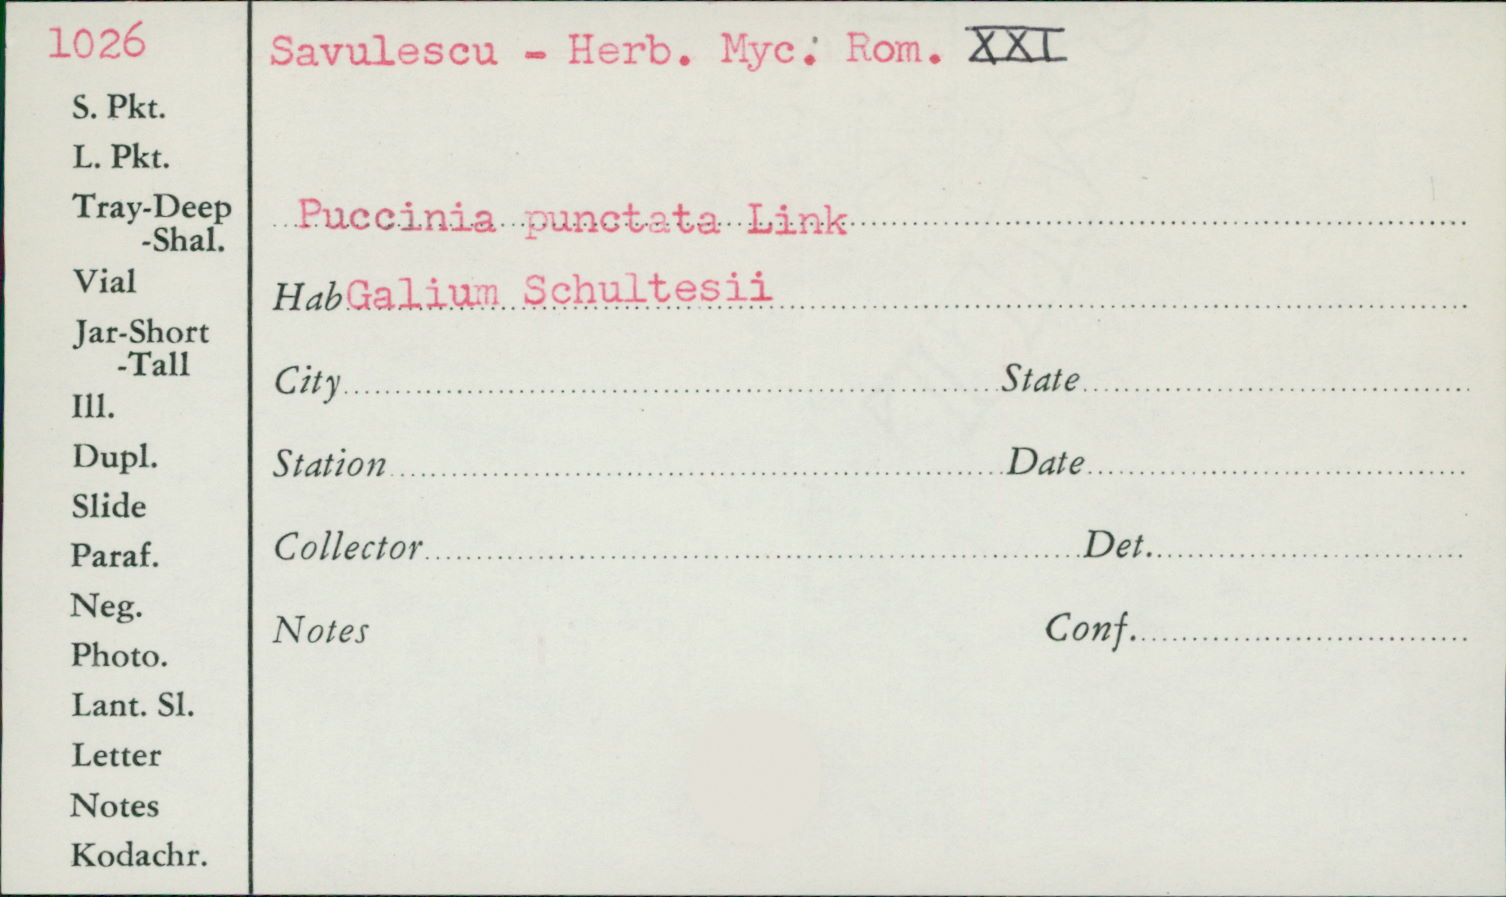 1026
Savulescu - Herb. Myc. Rom. XXI
S. Pkt.
L. Pkt.
Tray-Deep
-Shal.
Vial
Jar-Short
-Tall
Ill.
Dupl.
Slide
Paraf.
Neg.
Photo.
Lant. Sl.
Letter
Notes
Kodachr.
Puccinia punctata Link
Hab Galium Schultesii
City State
Station Date
Collector Det.
Notes Conf.